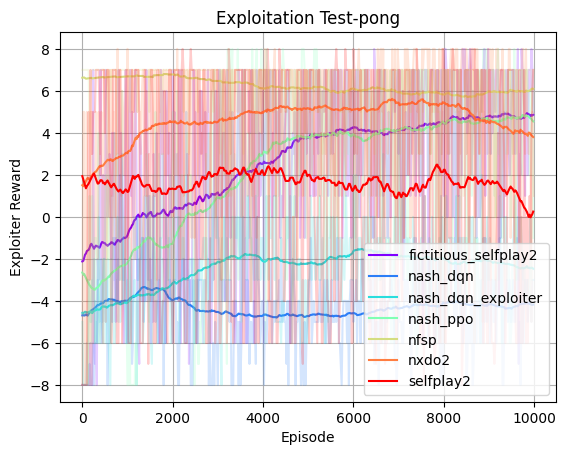 Exploitation Test-pong
Exploiter Reward
8
6
4
2
0
−2
−4
−6
−8
fictitious_selfplay2
nash_dqn
nash_dqn_exploiter
nash_ppo
nfsp
nxdo2
selfplay2
0 2000 4000 6000 8000 10000
Episode